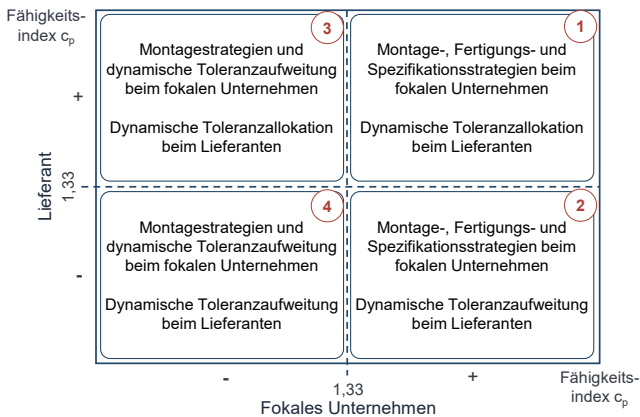 Fähigkeits-
index cp
+
Lieferant
1,33
-
3
Montagestrategien und
dynamische Toleranzaufweitung
beim fokalen Unternehmen
Dynamische Toleranzallokation
beim Lieferanten
1
Montage-, Fertigungs- und
Spezifikationsstrategien beim
fokalen Unternehmen
Dynamische Toleranzallokation
beim Lieferanten
4
Montagestrategien und
dynamische Toleranzaufweitung
beim fokalen Unternehmen
Dynamische Toleranzaufweitung
beim Lieferanten
2
Montage-, Fertigungs- und
Spezifikationsstrategien beim
fokalen Unternehmen
Dynamische Toleranzaufweitung
beim Lieferanten
-
1,33
+
Fokales Unternehmen
Fähigkeits-
index cp